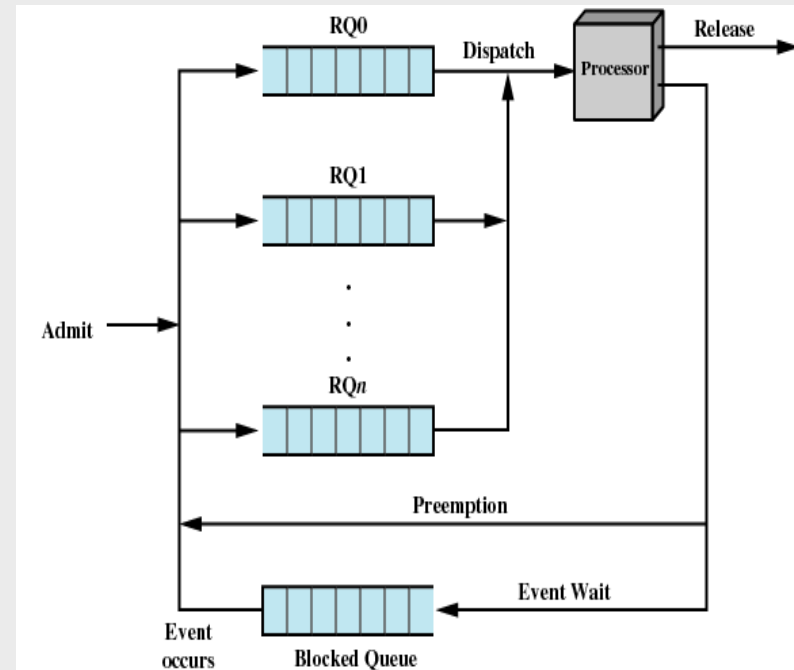 RQ0
Release
Dispatch
Processor
RQ1
Admit
RQn
Preemption
Event Wait
Event
occurs
Blocked Queue